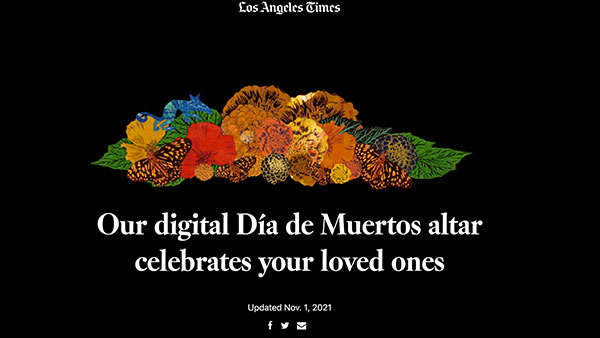 Los Angeles Times
Our digital Día de Muertos altar
celebrates your loved ones
Updated Nov. 1, 2021